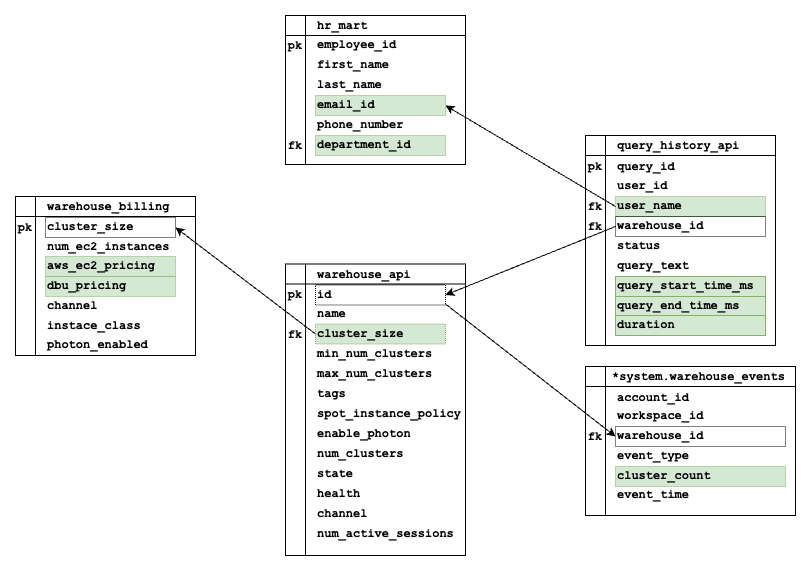 hr_mart
pk employee_id
first_name
last_name
email_id
phone_number
fk department_id
query_history_api
pk query_id
user_id
fk user_name
fk warehouse_id
status
query_text
query_start_time_ms
query_end_time_ms
duration
warehouse_billing
pk cluster_size
num_ec2_instances
aws_ec2_pricing
dbu_pricing
channel
instace_class
photon_enabled
warehouse_api
pk id
name
fk cluster_size
min_num_clusters
max_num_clusters
tags
spot_instance_policy
enable_photon
num_clusters
state
health
channel
num_active_sessions
*system.warehouse_events
account_id
workspace_id
fk warehouse_id
event_type
cluster_count
event_time